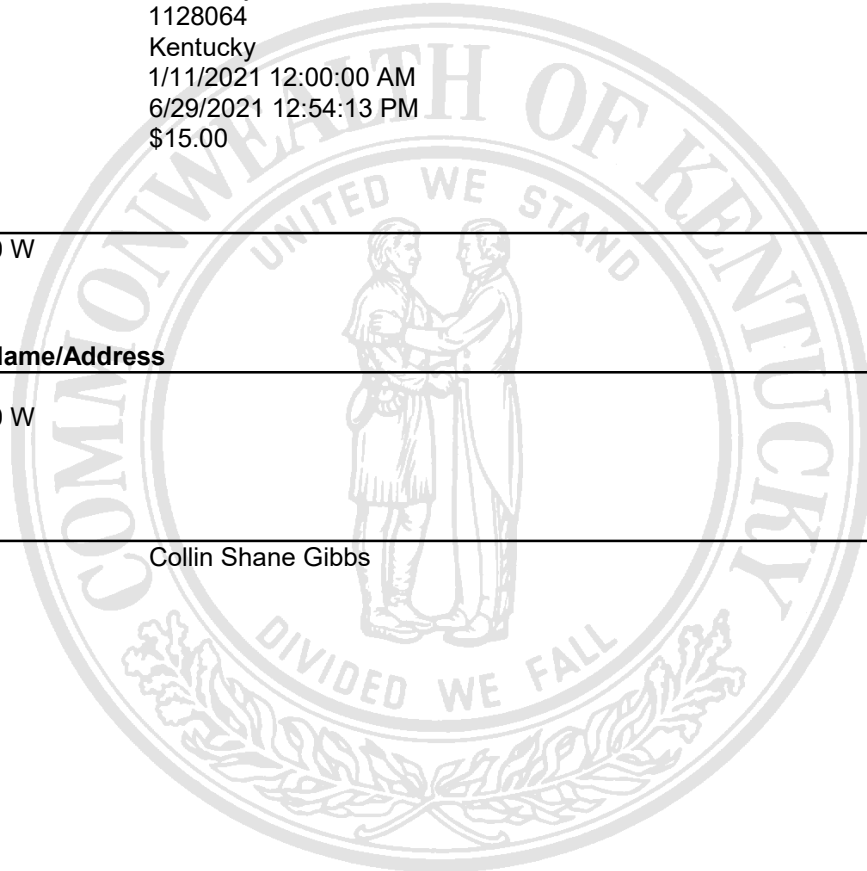 1128064
Kentucky
1/11/2021 12:00:00 AM
6/29/2021 12:54:13 PM
$15.00
W
Name/Address
W
Collin Shane Gibbs
COMMONWEALTH OF KENTUCKY
UNITED WE STAND
DIVIDED WE FALL